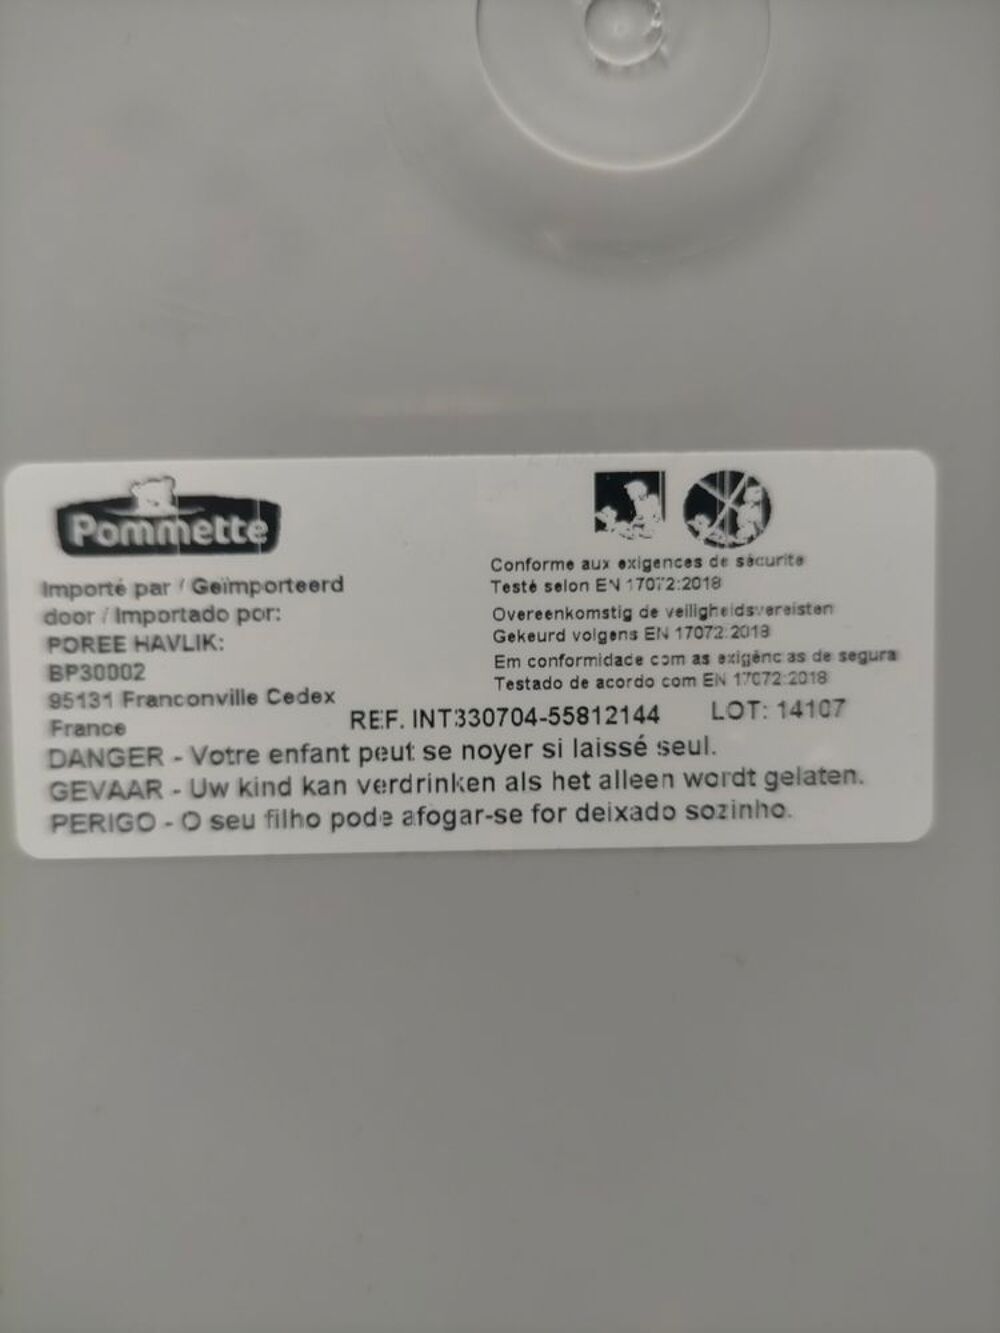 Pommette
Importé par / Geïmporteerd
door / Importado por:
POREE HAVLIK:
BP30002
95131 Franconville Cedex
France
Conforme aux exigences de sécurité
Testé selon EN 17072:2018
Overeenkomstig de veiligheidsvereisten
Gekeurd volgens EN 17072:2018
Em conformidade com as exigências de segura
Testado de acordo com EN 17072:2018
REF. INT330704-55812144 LOT: 14107
DANGER - Votre enfant peut se noyer si laissé seul.
GEVAAR - Uw kind kan verdrinken als het alleen wordt gelaten.
PERIGO - O seu filho pode afogar-se for deixado sozinho.